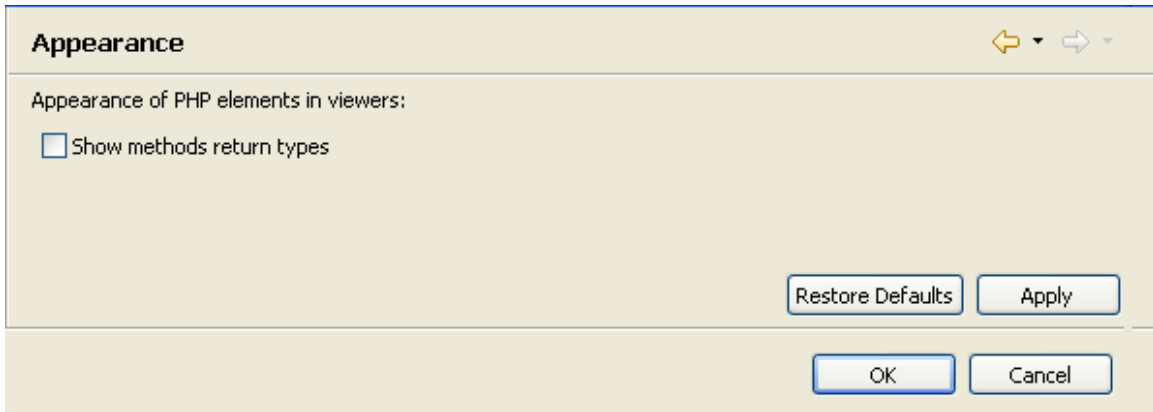 Appearance
Appearance of PHP elements in viewers:
Show methods return types
Restore Defaults Apply
OK Cancel